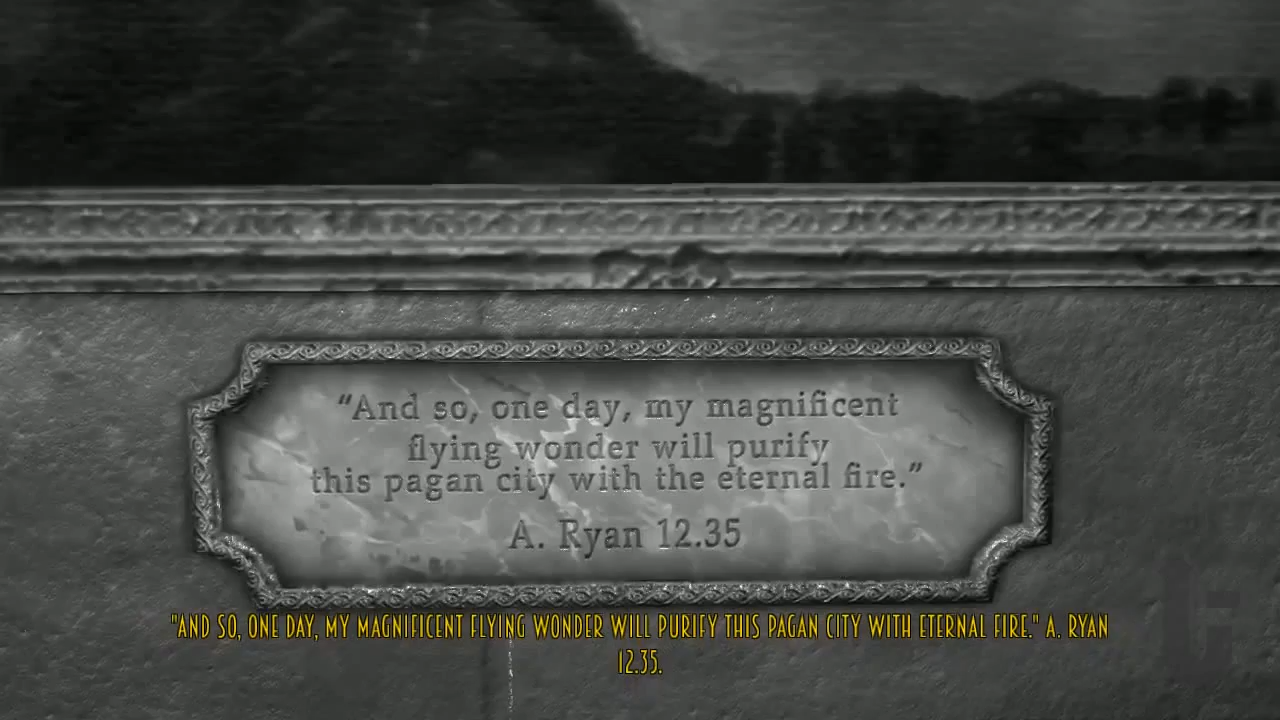 “And so, one day, my magnificent
flying wonder will purify
this pagan city with the eternal fire.”
A. Ryan 12.35
"AND SO, ONE DAY, MY MAGNIFICENT FLYING WONDER WILL PURIFY THIS PAGAN CITY WITH ETERNAL FIRE." A. RYAN
12.35.